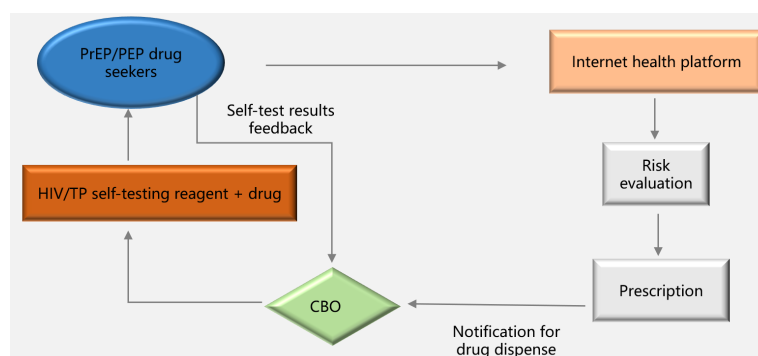 PrEP/PEP drug
seekers
Internet health platform
Self-test results
feedback
Risk
evaluation
HIV/TP self-testing reagent + drug
Prescription
CBO
Notification for
drug dispense